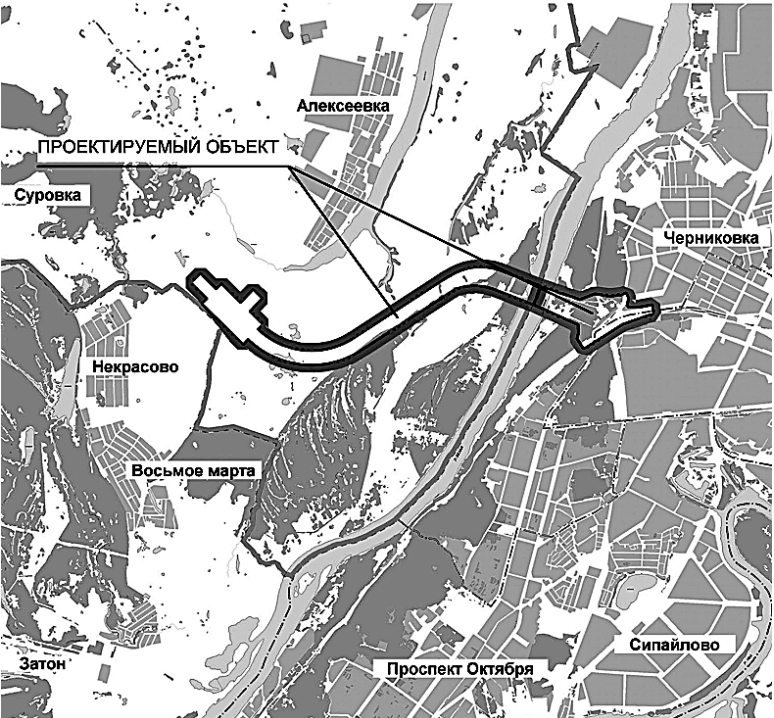 Алексеевка
ПРОЕКТИРУЕМЫЙ ОБЪЕКТ
Суровка
Черниковка
Некрасово
Восьмое марта
Сипайлово
Затон
Проспект Октября